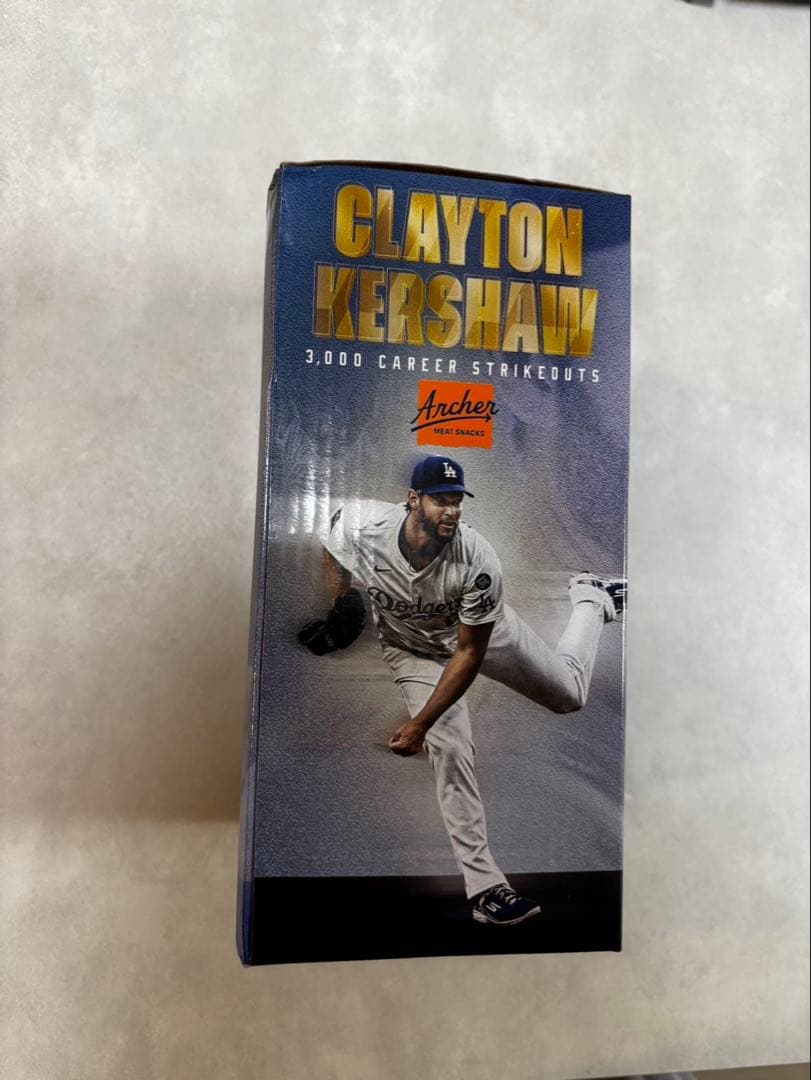 CLAYTON
KERSHAW
3,000 CAREER STRIKEOUTS
Archer
MEAT SNACKS
LA
Dodgers
LA